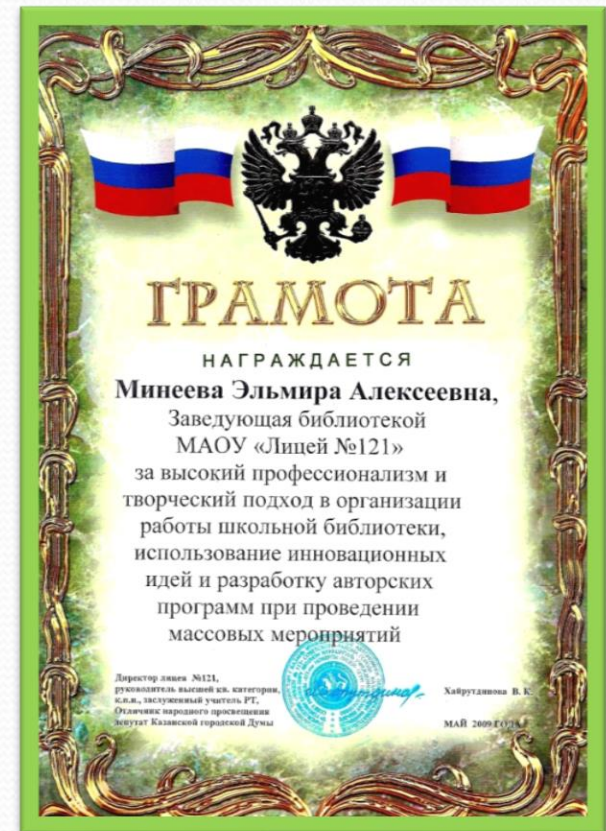 ГРАМОТА
НАГРАЖДАЕТСЯ
Минеева Эльмира Алексеевна,
Заведующая библиотекой
МАОУ «Лицей №121»
за высокий профессионализм и
творческий подход в организации
работы школьной библиотеки,
использование инновационных
идей и разработку авторских
программ при проведении
массовых мероприятий
Директор лицея №121,
руководитель высшей кв. категории,
к.п.н., заслуженный учитель РТ,
Отличник народного просвещения
депутат Казанской городской Думы
Хайрутдинова В. К.
МАЙ 2009 ГОДА